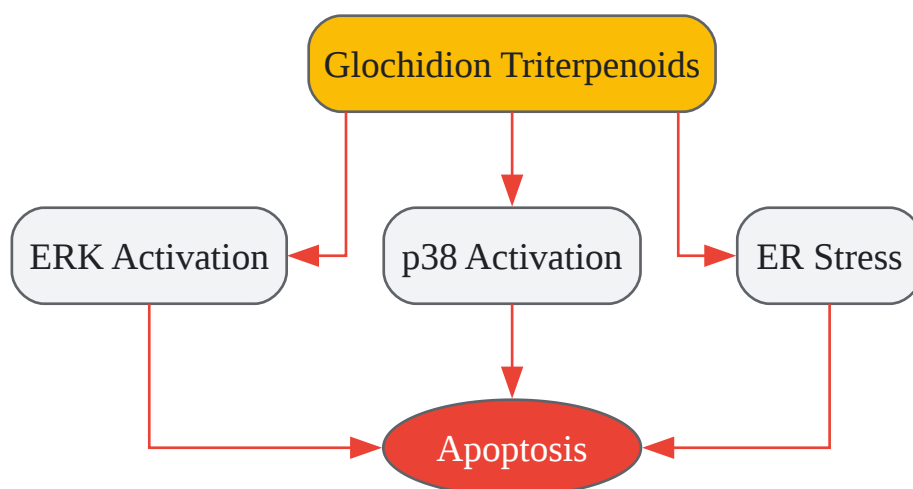 Glochidion Triterpenoids
ERK Activation
p38 Activation
ER Stress
Apoptosis